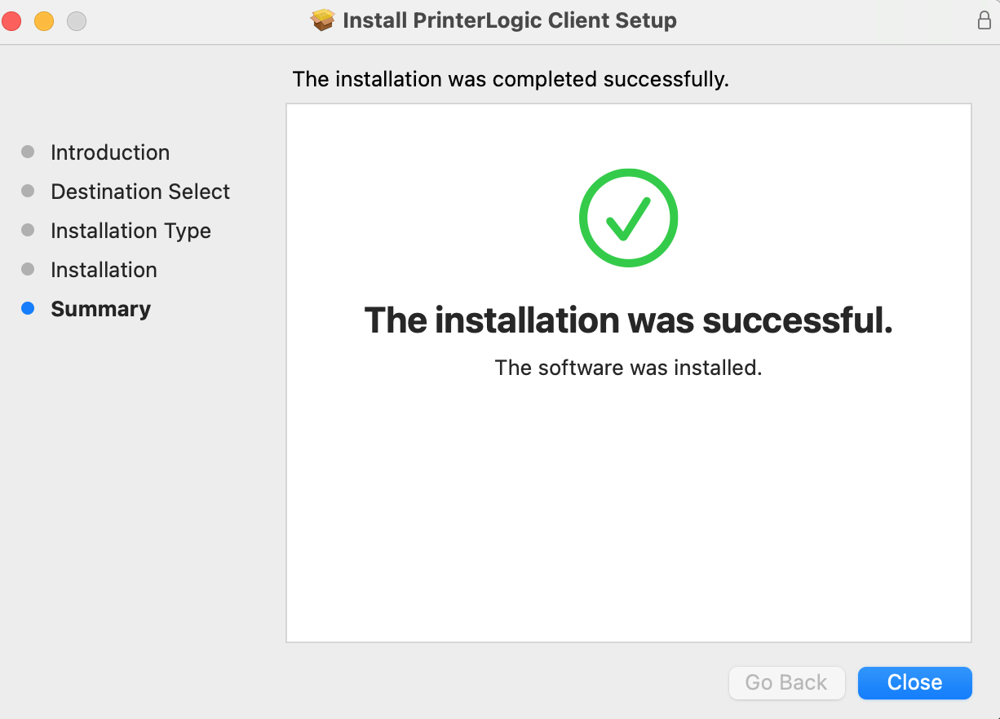 Install PrinterLogic Client Setup
The installation was completed successfully.
Introduction
Destination Select
Installation Type
Installation
Summary
The installation was successful.
The software was installed.
Go Back
Close